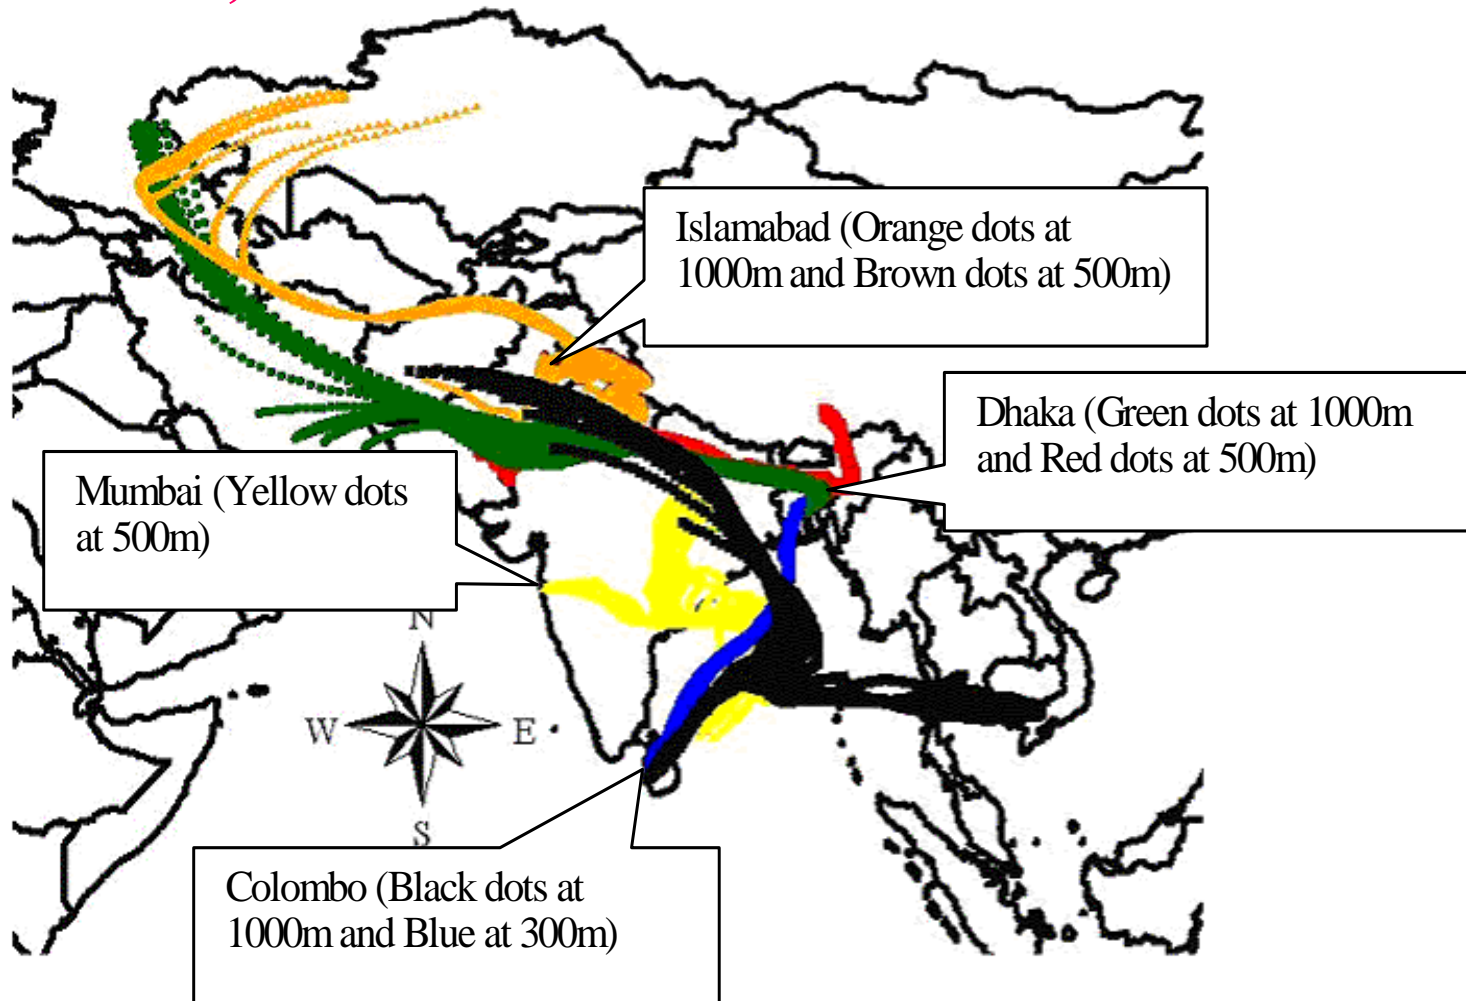 Islamabad (Orange dots at
1000m and Brown dots at 500m)
Dhaka (Green dots at 1000m
and Red dots at 500m)
Mumbai (Yellow dots
at 500m)
N
W
E
S
Colombo (Black dots at
1000m and Blue at 300m)